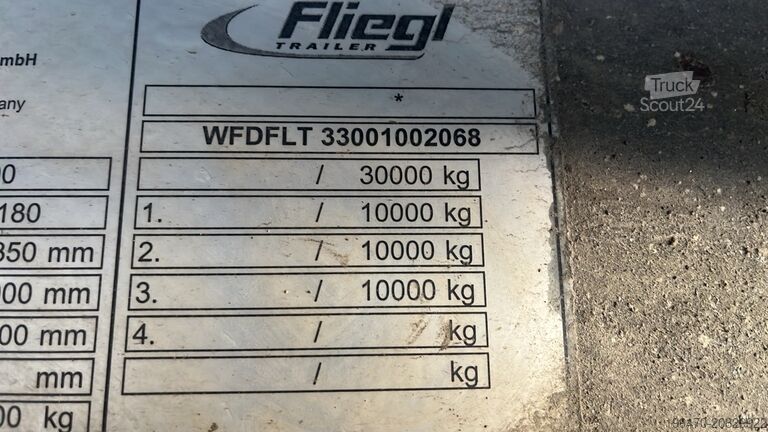 Fliegl
TRAILER
mbH
any
*
WFDFLT 33001002068
00 / 30000 kg
180 1. / 10000 kg
350 mm 2. / 10000 kg
000 mm 3. / 10000 kg
00 mm 4. / kg
mm / kg
00 kg
Truck
Scout24